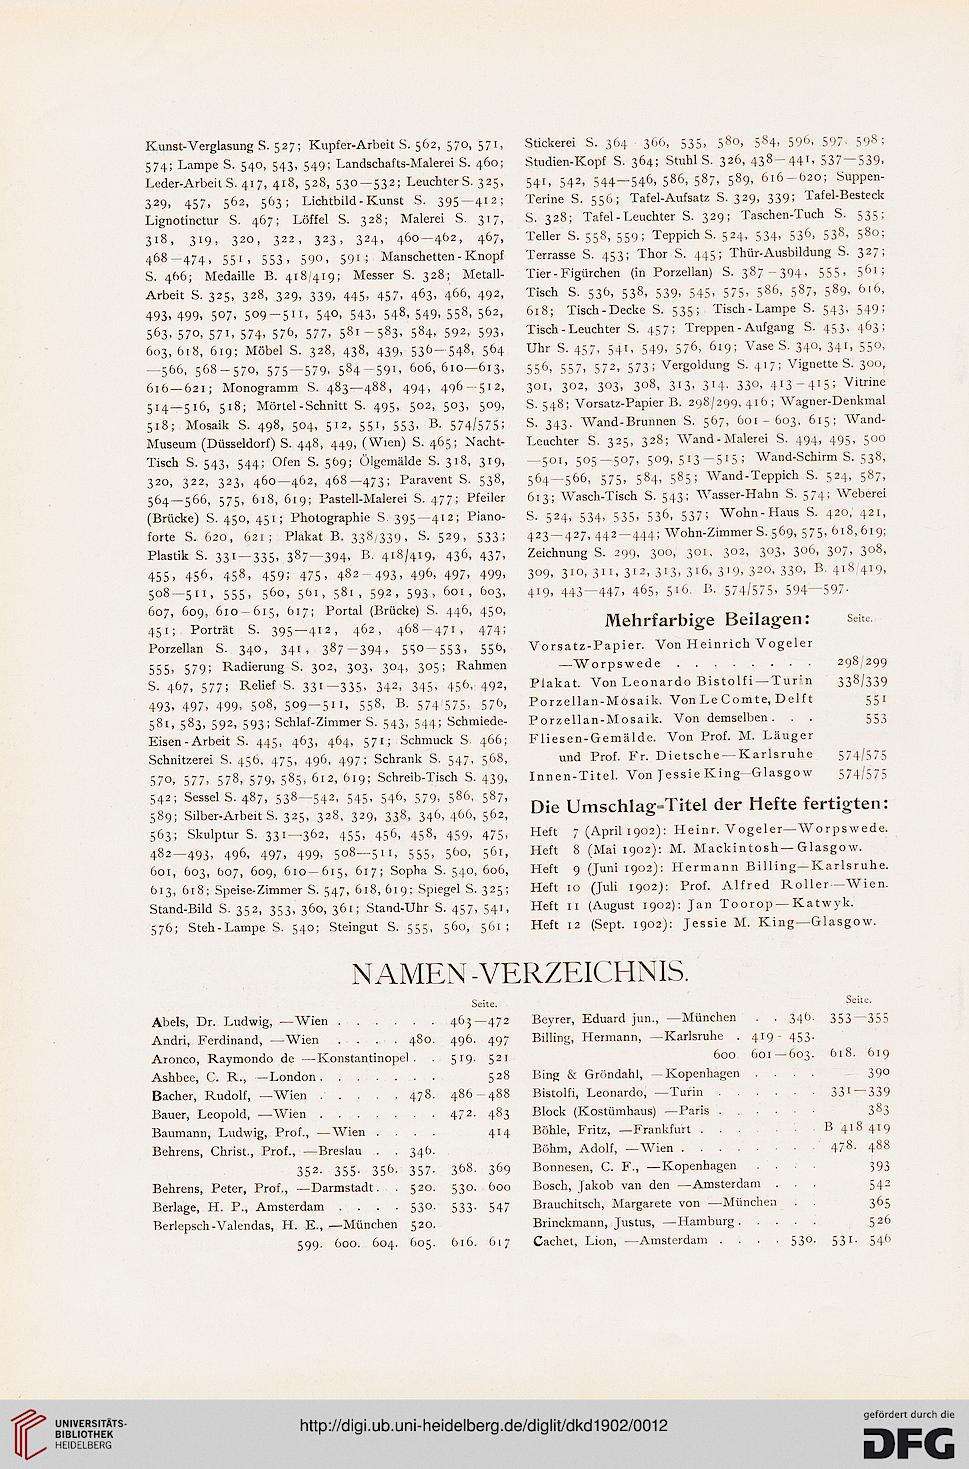 Kunst-Verglasung S. 527; Kupfer-Arbeit S. 562, 570, 571,
574; Lampe S. 540, 543, 549; Landschafts-Malerei S. 460;
Leder-Arbeit S. 417, 418, 528, 530—532; Leuchter S. 325,
329, 457, 562, 563; Lichtbild-Kunst S. 395—412;
Lignotinctur S. 467; Löffel S. 328; Malerei S. 317,
318, 319, 320, 322, 323, 324, 460—462, 467,
468—474, 551, 553, 590, 591; Manschetten-Knopf
S. 466; Medaille B. 418/419; Messer S. 328; Metall-
Arbeit S. 325, 328, 329, 339, 445, 457, 463, 466, 492,
493, 499, 507, 509—511, 540, 543, 548, 549, 558, 562,
563, 570, 571, 574, 576, 577, 581—583, 584, 592, 593,
603, 618, 619; Möbel S. 328, 438, 439, 536—548, 564
—566, 568—570, 575—579, 584—591, 606, 610—613,
616—621; Monogramm S. 483—488, 494, 496—512,
514—516, 518; Mörtel-Schnitt S. 495, 502, 503, 509,
518; Mosaik S. 498, 504, 512, 551, 553, B. 574/575;
Museum (Düsseldorf) S. 448, 449, (Wien) S. 465; Nacht-
Tisch S. 543, 544; Ofen S. 569; Ölgemälde S. 318, 319,
320, 322, 323, 460—462, 468—473; Paravent S. 538,
564—566, 575, 618, 619; Pastell-Malerei S. 477; Pfeiler
(Brücke) S. 450, 451; Photographie S. 395—412; Piano-
forte S. 620, 621; Plakat B. 338/339, S. 529, 533;
Plastik S. 331—335, 387—394, B. 418/419, 436, 437,
455, 456, 458, 459; 475, 482—493, 496, 497, 499,
508—511, 555, 560, 561, 581, 592, 593, 601, 603,
607, 609, 610—615, 617; Portal (Brücke) S. 446, 450,
451; Porträt S. 395—412, 462, 468—471, 474;
Porzellan S. 340, 341, 387—394, 550—553, 556,
555, 579; Radierung S. 302, 303, 304, 305; Rahmen
S. 467, 577; Relief S. 331—335, 342, 345, 456, 492,
493, 497, 499, 508, 509—511, 558, B. 574/575, 576,
581, 583, 592, 593; Schlaf-Zimmer S. 543, 544; Schmiede-
Eisen-Arbeit S. 445, 463, 464, 571; Schmuck S. 466;
Schnitzerei S. 456, 475, 496, 497; Schrank S. 547, 568,
570, 577, 578, 579, 585, 612, 619; Schreib-Tisch S. 439,
542; Sessel S. 487, 538—542, 545, 546, 579, 586, 587,
589; Silber-Arbeit S. 325, 328, 329, 338, 346, 466, 562,
563; Skulptur S. 331—362, 455, 456, 458, 459, 475,
482—493, 496, 497, 499, 508—511, 555, 560, 561,
601, 603, 607, 609, 610—615, 617; Sopha S. 540, 606,
613, 618; Speise-Zimmer S. 547, 618, 619; Spiegel S. 325;
Stand-Bild S. 352, 353, 360, 361; Stand-Uhr S. 457, 541,
576; Steh-Lampe S. 540; Steingut S. 555, 560, 561;
Stickerei S. 364 366, 535, 580, 584, 596, 597, 598;
Studien-Kopf S. 364; Stuhl S. 326, 438—441, 537—539,
541, 542, 544—546, 586, 587, 589, 616—620; Suppen-
Terine S. 556; Tafel-Aufsatz S. 329, 339; Tafel-Besteck
S. 328; Tafel-Leuchter S. 329; Taschen-Tuch S. 535;
Teller S. 558, 559; Teppich S. 524, 534, 536, 538, 580;
Terrasse S. 453; Thor S. 445; Thür-Ausbildung S. 327;
Tier-Figürchen (in Porzellan) S. 387—394, 555, 561;
Tisch S. 536, 538, 539, 545, 575, 586, 587, 589, 616,
618; Tisch-Decke S. 535; Tisch-Lampe S. 543, 549;
Tisch-Leuchter S. 457; Treppen-Aufgang S. 453, 463;
Uhr S. 457, 541, 549, 576, 619; Vase S. 340, 341, 550,
556, 557, 572, 573; Vergoldung S. 417; Vignette S. 300,
301, 302, 303, 308, 313, 314, 330, 413—415; Vitrine
S. 548; Vorsatz-Papier B. 298/299, 416; Wagner-Denkmal
S. 343, Wand-Brunnen S. 567, 601—603, 615; Wand-
Leuchter S. 325, 328; Wand-Malerei S. 494, 495, 500
—501, 505—507, 509, 513—515; Wand-Schirm S. 538,
564—566, 575, 584, 585; Wand-Teppich S. 524, 587,
613; Wasch-Tisch S. 543; Wasser-Hahn S. 574; Weberei
S. 524, 534, 535, 536, 537; Wohn-Haus S. 420, 421,
423—427, 442—444; Wohn-Zimmer S. 569, 575, 618, 619;
Zeichnung S. 299, 300, 301, 302, 303, 306, 307, 308,
309, 310, 311, 312, 313, 316, 319, 320, 330, B. 418/419,
419, 443—447, 465, 516 B. 574/575, 594—597.
Mehrfarbige Beilagen: Seite.
Vorsatz-Papier. Von Heinrich Vogeler
—Worpswede . . . . . . . . 298/299
Plakat. Von Leonardo Bistolfi—Turin 338/339
Porzellan-Mosaik. Von Le Comte, Delft 551
Porzellan-Mosaik. Von demselben . . . 553
Fliesen-Gemälde. Von Prof. M. Läuger
und Prof. Fr. Dietsche—Karlsruhe 574/575
Innen-Titel. Von Jessie King—Glasgow 574/575
Die Umschlag-Titel der Hefte fertigten:
Heft 7 (April 1902): Heinr. Vogeler—Worpswede.
Heft 8 (Mai 1902): M. Mackintosh—Glasgow.
Heft 9 (Juni 1902): Hermann Billing—Karlsruhe.
Heft 10 (Juli 1902): Prof. Alfred Roller—Wien.
Heft 11 (August 1902): Jan Toorop—Katwyk.
Heft 12 (Sept. 1902): Jessie M. King—Glasgow.
NAMEN-VERZEICHNIS.
Seite.
Abels, Dr. Ludwig, —Wien . . . . . . 463—472
Andri, Ferdinand, —Wien . . . . 480. 496. 497
Aronco, Raymondo de —Konstantinopel . . 519. 521
Ashbee, C. R., —London . . . . . . . 528
Bacher, Rudolf, —Wien . . . . . 478. 486—488
Bauer, Leopold, —Wien . . . . . . . 472. 483
Baumann, Ludwig, Prof., —Wien . . . . 414
Behrens, Christ., Prof., —Breslau . . 346.
352. 355. 356. 357. 368. 369
Behrens, Peter, Prof., —Darmstadt . . 520. 530. 600
Berlage, H. P., Amsterdam . . . . 530. 533. 547
Berlepsch-Valendas, H. E., —München 520.
599. 600. 604. 605. 616. 617
Seite.
Beyrer, Eduard jun., —München . . 346. 353—355
Billing, Hermann, —Karlsruhe . 419- 453.
600 601—603. 618. 619
Bing & Gröndahl, —Kopenhagen . . . . 390
Bistolfi, Leonardo, —Turin . . . . . . 331—339
Block (Kostümhaus) —Paris . . . . . . 383
Böhle, Fritz, —Frankfurt . . . . . . . B 418 419
Böhm, Adolf, —Wien . . . . . . . . 478. 488
Bonnesen, C. F., —Kopenhagen . . . . 393
Bosch, Jakob van den —Amsterdam . . . 542
Brauchitsch, Margarete von —München . . 365
Brinckmann, Justus, —Hamburg . . . . . 526
Cachet, Lion, —Amsterdam . . . . 530. 531. 546
UNIVERSITÄTS-
BIBLIOTHEK
HEIDELBERG
http://digi.ub.uni-heidelberg.de/diglit/dkd1902/0012
gefördert durch die
DFG